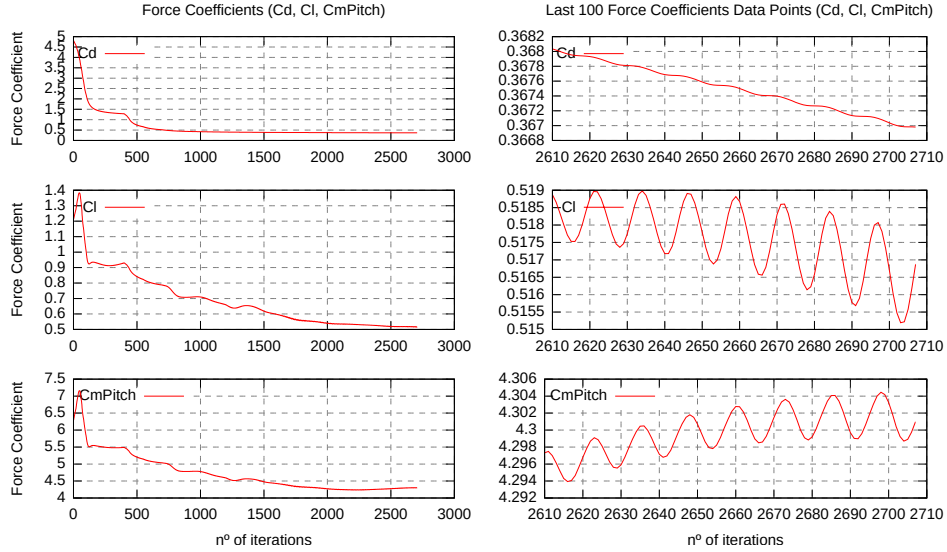 Force Coefficients (Cd, Cl, CmPitch)
Last 100 Force Coefficients Data Points (Cd, Cl, CmPitch)
Force Coefficient
5
4.5
4
3.5
3
2.5
2
1.5
1
0.5
0
Cd
0 500 1000 1500 2000 2500 3000
0.3682
0.368
0.3678
0.3676
0.3674
0.3672
0.367
0.3668
Cd
2610 2620 2630 2640 2650 2660 2670 2680 2690 2700 2710
Force Coefficient
1.4
1.3
1.2
1.1
1
0.9
0.8
0.7
0.6
0.5
Cl
0 500 1000 1500 2000 2500 3000
0.519
0.5185
0.518
0.5175
0.517
0.5165
0.516
0.5155
0.515
Cl
2610 2620 2630 2640 2650 2660 2670 2680 2690 2700 2710
Force Coefficient
7.5
7
6.5
6
5.5
5
4.5
4
CmPitch
0 500 1000 1500 2000 2500 3000
nº of iterations
4.306
4.304
4.302
4.3
4.298
4.296
4.294
4.292
CmPitch
2610 2620 2630 2640 2650 2660 2670 2680 2690 2700 2710
nº of iterations